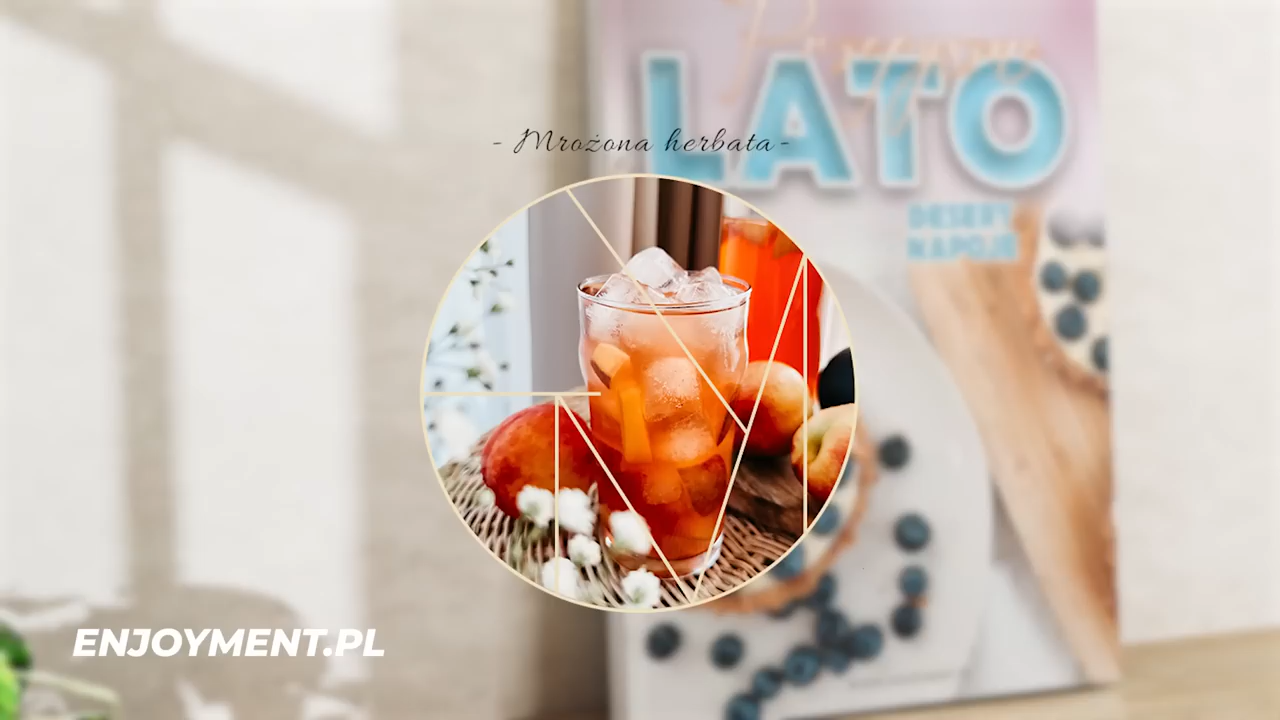 LATO
- Mrożona herbata -
DESERY
NAPOJE
ENJOYMENT.PL